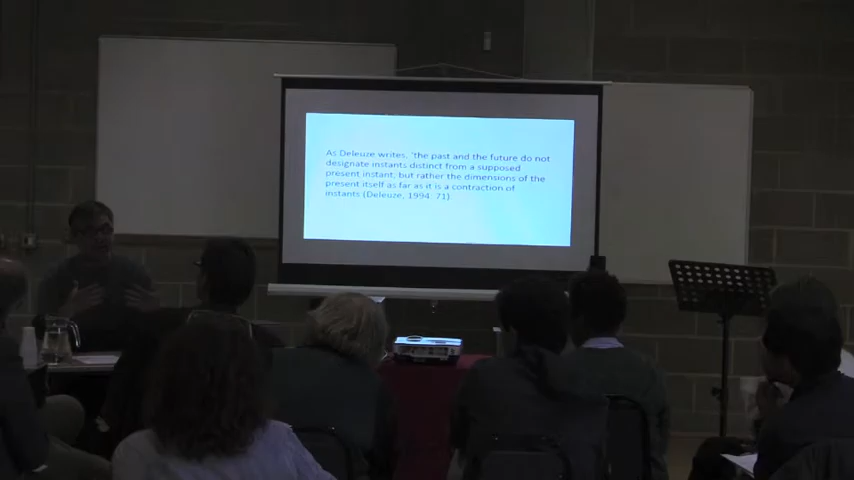 As Deleuze writes, 'the past and the future do not
designate instants distinct from a supposed
present instant; but rather the dimensions of the
present itself as far as it is a contraction of
instants (Deleuze, 1994: 71).